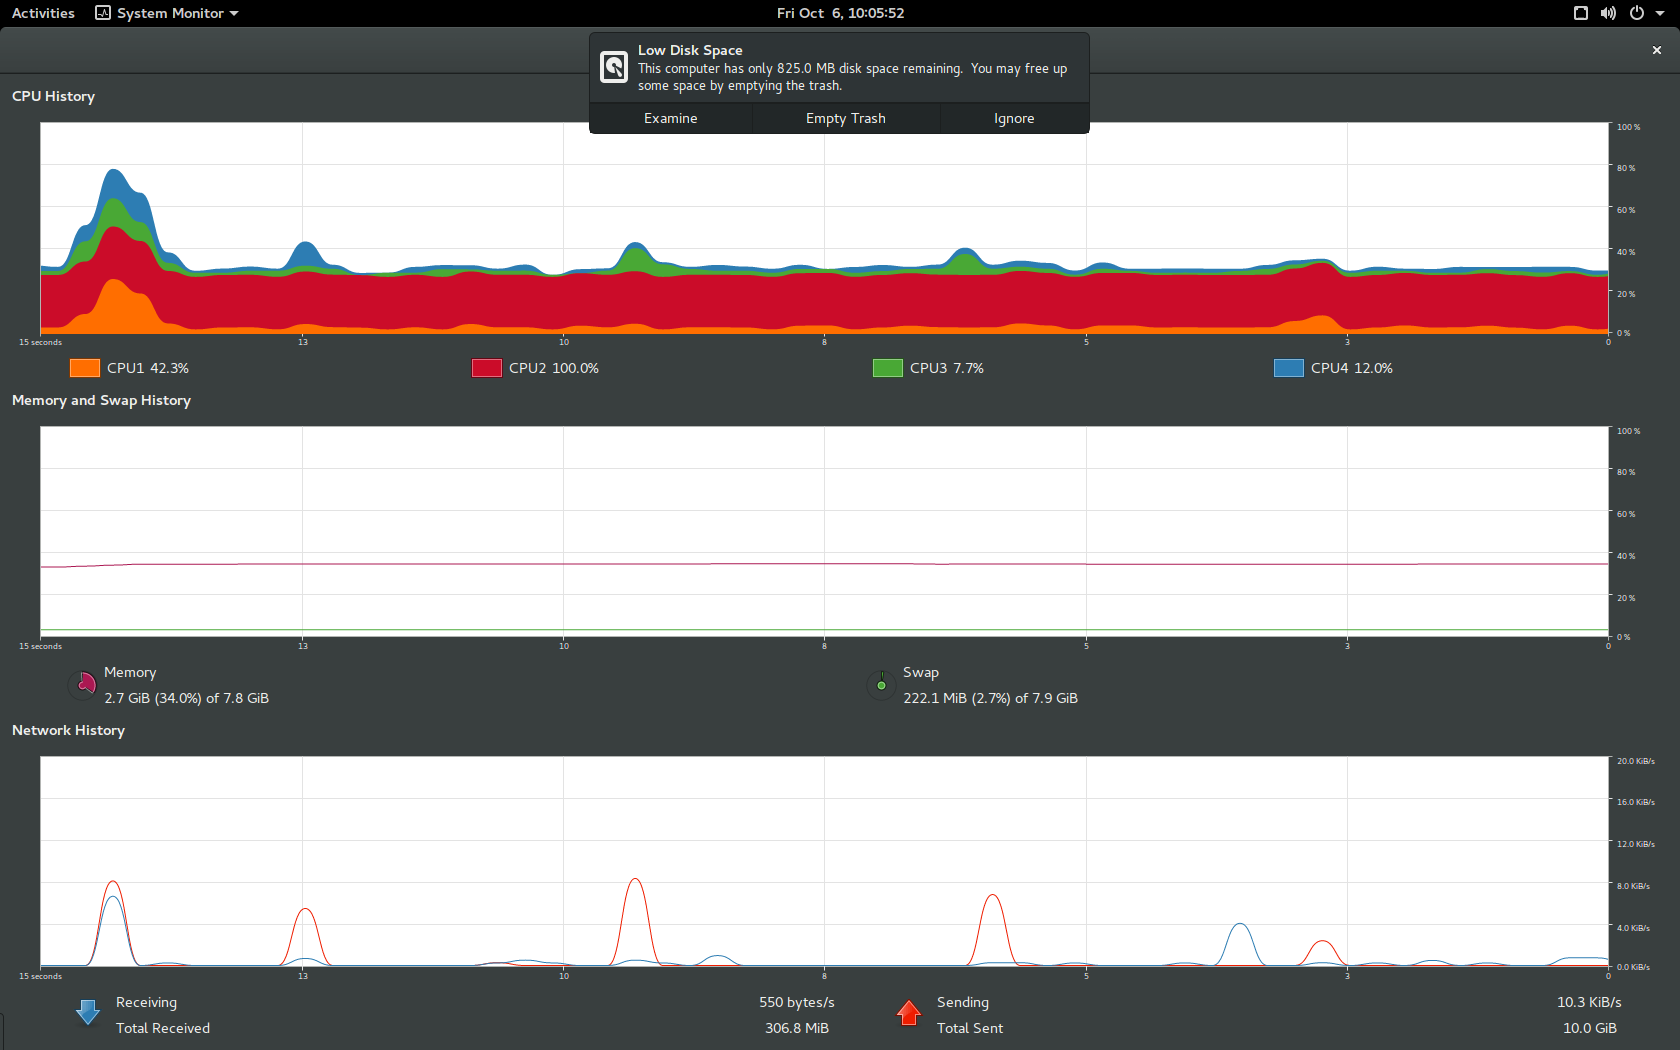 Activities
System Monitor
Fri Oct 6, 10:05:52
Low Disk Space
This computer has only 825.0 MB disk space remaining. You may free up
some space by emptying the trash.
Examine
Empty Trash
Ignore
CPU History
100 %
80 %
60 %
40 %
20 %
0 %
15 seconds
13
10
8
5
3
0
CPU1 42.3%
CPU2 100.0%
CPU3 7.7%
CPU4 12.0%
Memory and Swap History
100 %
80 %
60 %
40 %
20 %
0 %
15 seconds
13
10
8
5
3
0
Memory
2.7 GiB (34.0%) of 7.8 GiB
Swap
222.1 MiB (2.7%) of 7.9 GiB
Network History
20.0 KiB/s
16.0 KiB/s
12.0 KiB/s
8.0 KiB/s
4.0 KiB/s
0.0 KiB/s
15 seconds
13
10
8
5
3
0
Receiving
550 bytes/s
Total Received
306.8 MiB
Sending
10.3 KiB/s
Total Sent
10.0 GiB